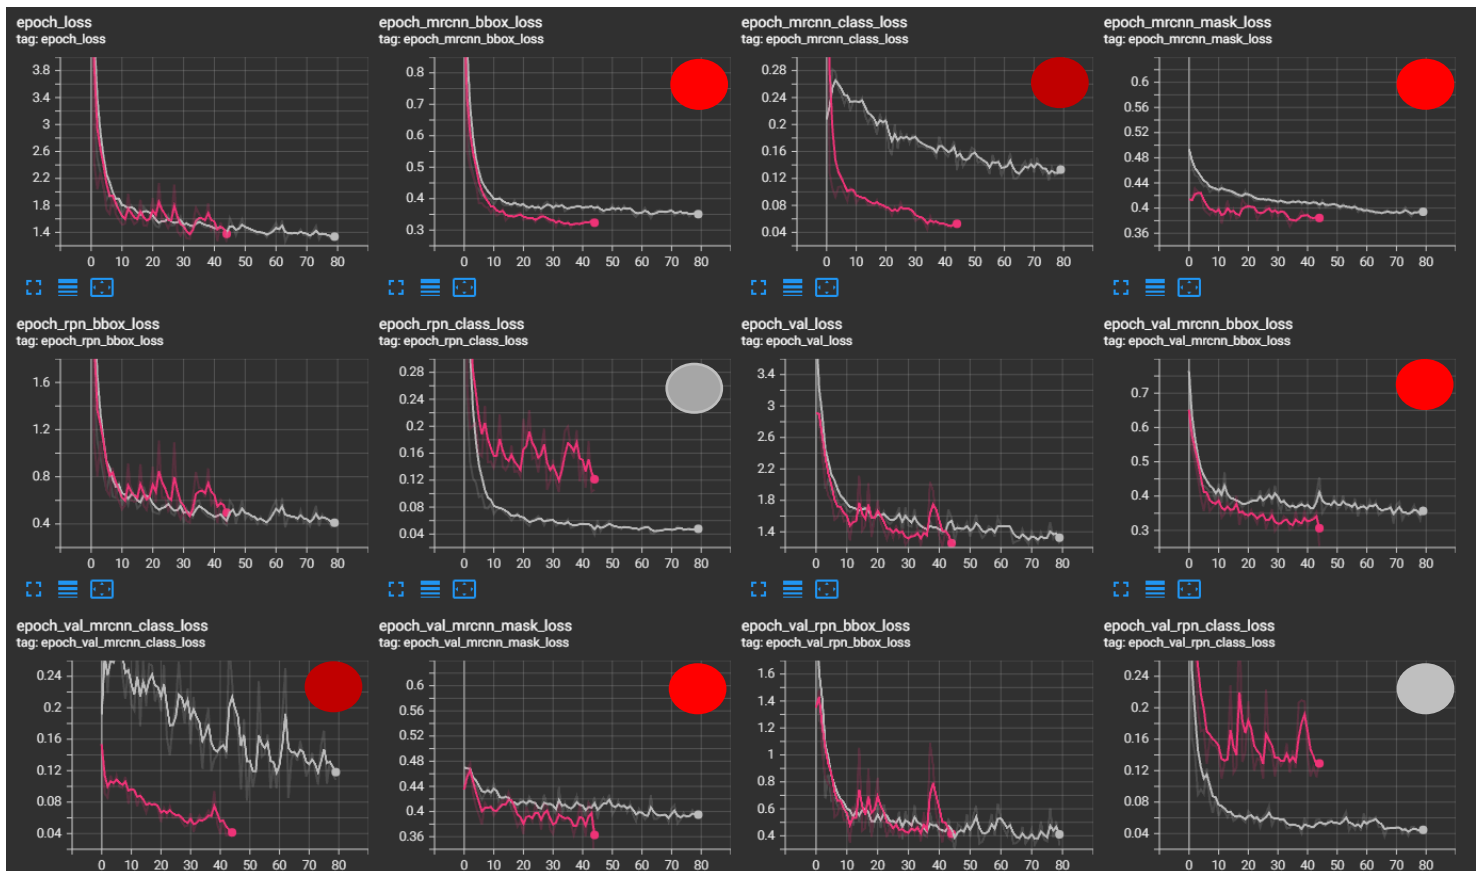 epoch_loss
tag: epoch_loss
3.8
3.4
3
2.6
2.2
1.8
1.4
0 10 20 30 40 50 60 70 80
epoch_mrcnn_bbox_loss
tag: epoch_mrcnn_bbox_loss
0.8
0.7
0.6
0.5
0.4
0.3
0 10 20 30 40 50 60 70 80
epoch_mrcnn_class_loss
tag: epoch_mrcnn_class_loss
0.28
0.24
0.2
0.16
0.12
0.08
0.04
0 10 20 30 40 50 60 70 80
epoch_mrcnn_mask_loss
tag: epoch_mrcnn_mask_loss
0.6
0.56
0.52
0.48
0.44
0.4
0.36
0 10 20 30 40 50 60 70 80
epoch_rpn_bbox_loss
tag: epoch_rpn_bbox_loss
1.6
1.2
0.8
0.4
0 10 20 30 40 50 60 70 80
epoch_rpn_class_loss
tag: epoch_rpn_class_loss
0.28
0.24
0.2
0.16
0.12
0.08
0.04
0 10 20 30 40 50 60 70 80
epoch_val_loss
tag: epoch_val_loss
3.4
3
2.6
2.2
1.8
1.4
0 10 20 30 40 50 60 70 80
epoch_val_mrcnn_bbox_loss
tag: epoch_val_mrcnn_bbox_loss
0.7
0.6
0.5
0.4
0.3
0 10 20 30 40 50 60 70 80
epoch_val_mrcnn_class_loss
tag: epoch_val_mrcnn_class_loss
0.24
0.2
0.16
0.12
0.08
0.04
0 10 20 30 40 50 60 70 80
epoch_val_mrcnn_mask_loss
tag: epoch_val_mrcnn_mask_loss
0.6
0.56
0.52
0.48
0.44
0.4
0.36
0 10 20 30 40 50 60 70 80
epoch_val_rpn_bbox_loss
tag: epoch_val_rpn_bbox_loss
1.6
1.4
1.2
1
0.8
0.6
0.4
0 10 20 30 40 50 60 70 80
epoch_val_rpn_class_loss
tag: epoch_val_rpn_class_loss
0.24
0.2
0.16
0.12
0.08
0.04
0 10 20 30 40 50 60 70 80